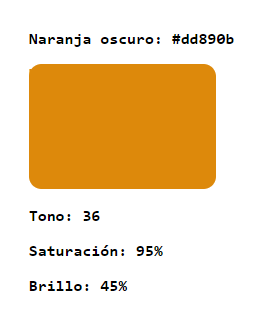 Naranja oscuro: #dd890b
Tono: 36
Saturación: 95%
Brillo: 45%